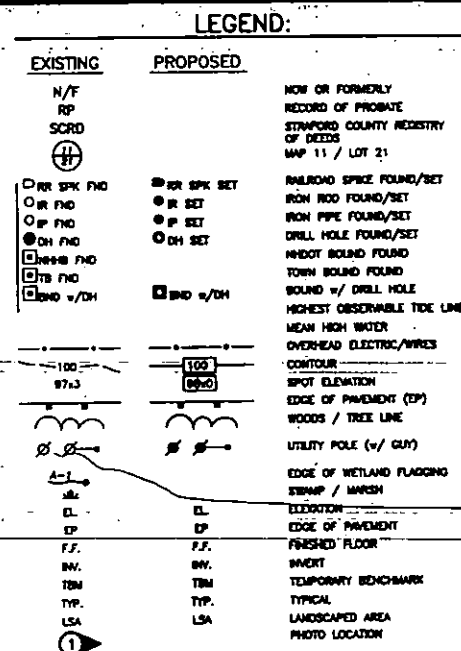 LEGEND:
EXISTING PROPOSED
N/F NOW OR FORMERLY
RP RECORD OF PROBATE
SCRD STRAFORD COUNTY REGISTRY
OF DEEDS
11 21 MAP 11 / LOT 21
RR SPK FND RR SPK SET RAILROAD SPIKE FOUND/SET
IR FND IR SET IRON ROD FOUND/SET
IP FND IP SET IRON PIPE FOUND/SET
DH FND DH SET DRILL HOLE FOUND/SET
NHHB FND NHDOT BOUND FOUND
TB FND TOWN BOUND FOUND
BND w/DH BND w/DH BOUND w/ DRILL HOLE
HIGHEST OBSERVABLE TIDE LINE
MEAN HIGH WATER
OVERHEAD ELECTRIC/WIRES
100 100 CONTOUR
97x3 98x0 SPOT ELEVATION
EDGE OF PAVEMENT (EP)
WOODS / TREE LINE
UTILITY POLE (w/ GUY)
A-1 EDGE OF WETLAND FLAGGING
SWAMP / MARSH
EL. EL. ELEVATION
EP EP EDGE OF PAVEMENT
F.F. F.F. FINISHED FLOOR
INV. INV. INVERT
TBM TBM TEMPORARY BENCHMARK
TYP. TYP. TYPICAL
LSA LSA LANDSCAPED AREA
1 PHOTO LOCATION